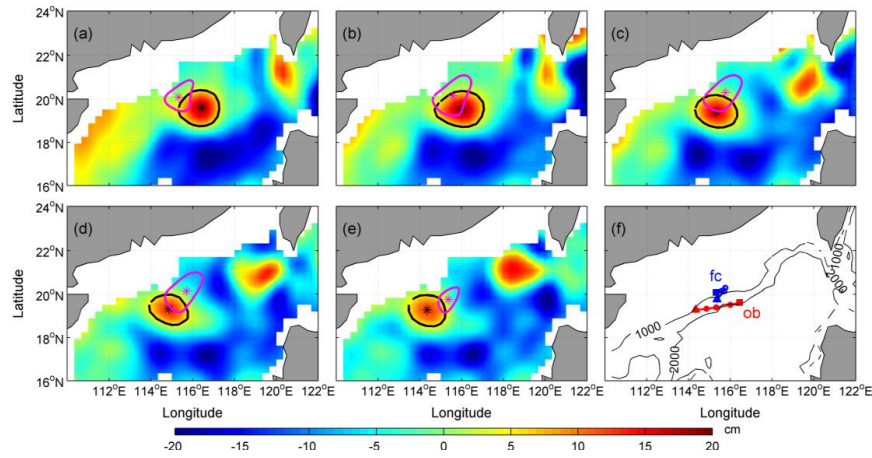 24°N
22°N
20°N
18°N
16°N
Latitude
(a)
(b)
(c)
24°N
22°N
20°N
18°N
16°N
Latitude
(d)
(e)
(f)
fc
ob
1000
2000
1000
2000
112°E 114°E 116°E 118°E 120°E 122°E
112°E 114°E 116°E 118°E 120°E 122°E
112°E 114°E 116°E 118°E 120°E 122°E
Longitude
Longitude
Longitude
-20 -15 -10 -5 0 5 10 15 20
cm